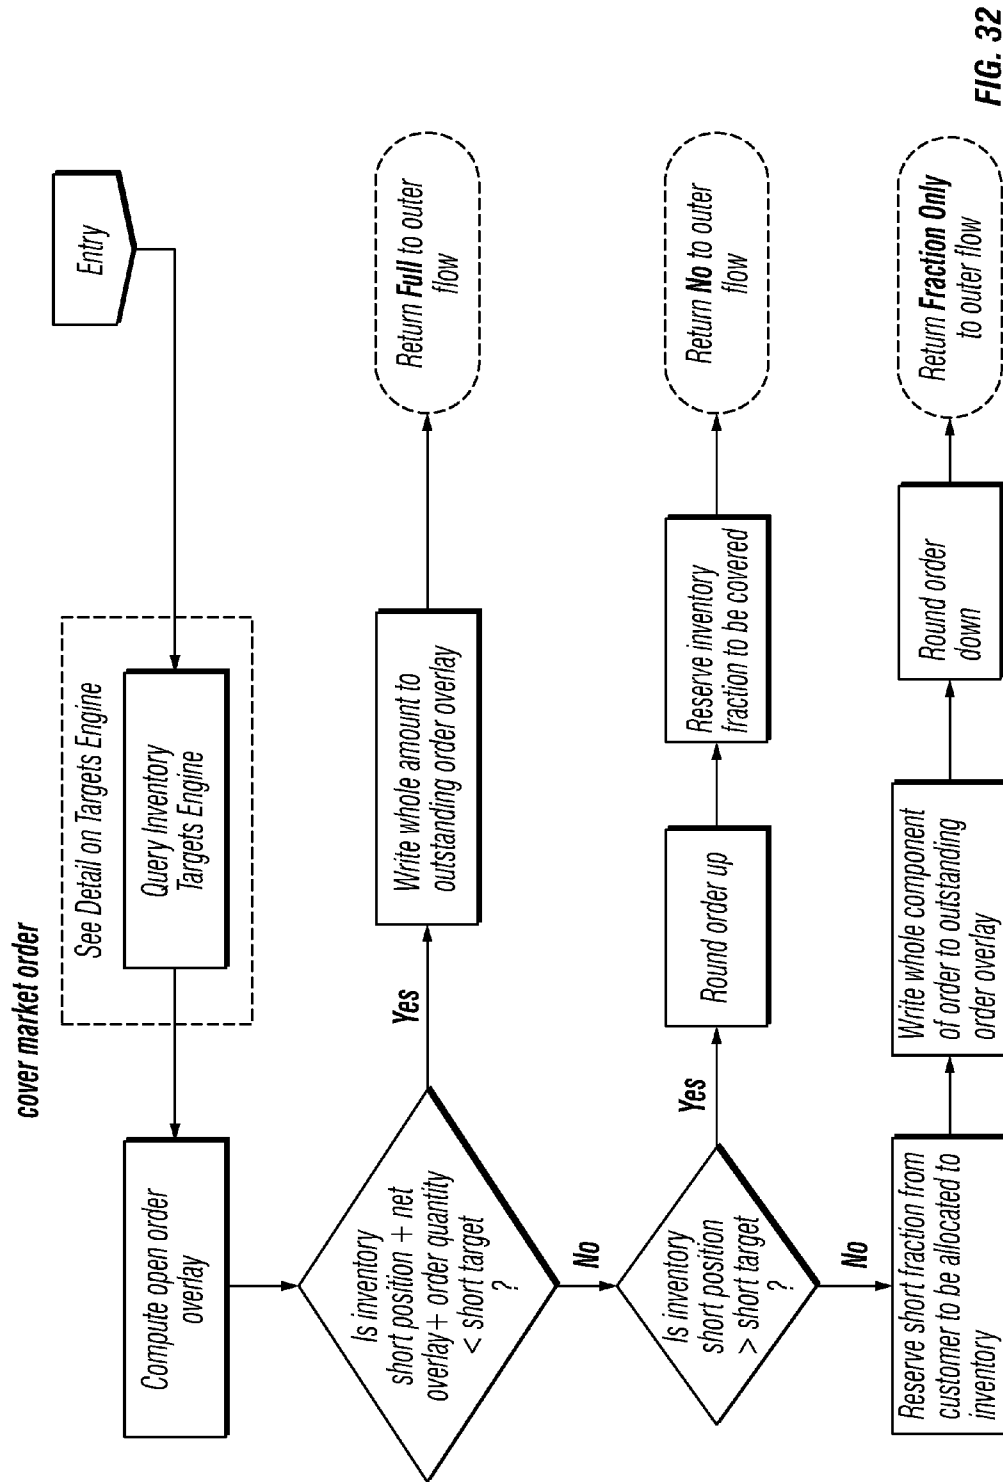 cover market order
Entry
See Detail on Targets Engine
Query Inventory
Targets Engine
Compute open order
overlay
Is inventory
short position + net
overlay + order quantity
< short target
?
Yes
Write whole amount to
outstanding order overlay
Return Full to outer
flow
No
Is inventory
short position
> short target
?
Yes
Round order up
Reserve inventory
fraction to be covered
Return No to outer
flow
No
Reserve short fraction from
customer to be allocated to
inventory
Write whole component
of order to outstanding
order overlay
Round order
down
Return Fraction Only
to outer flow
FIG. 32